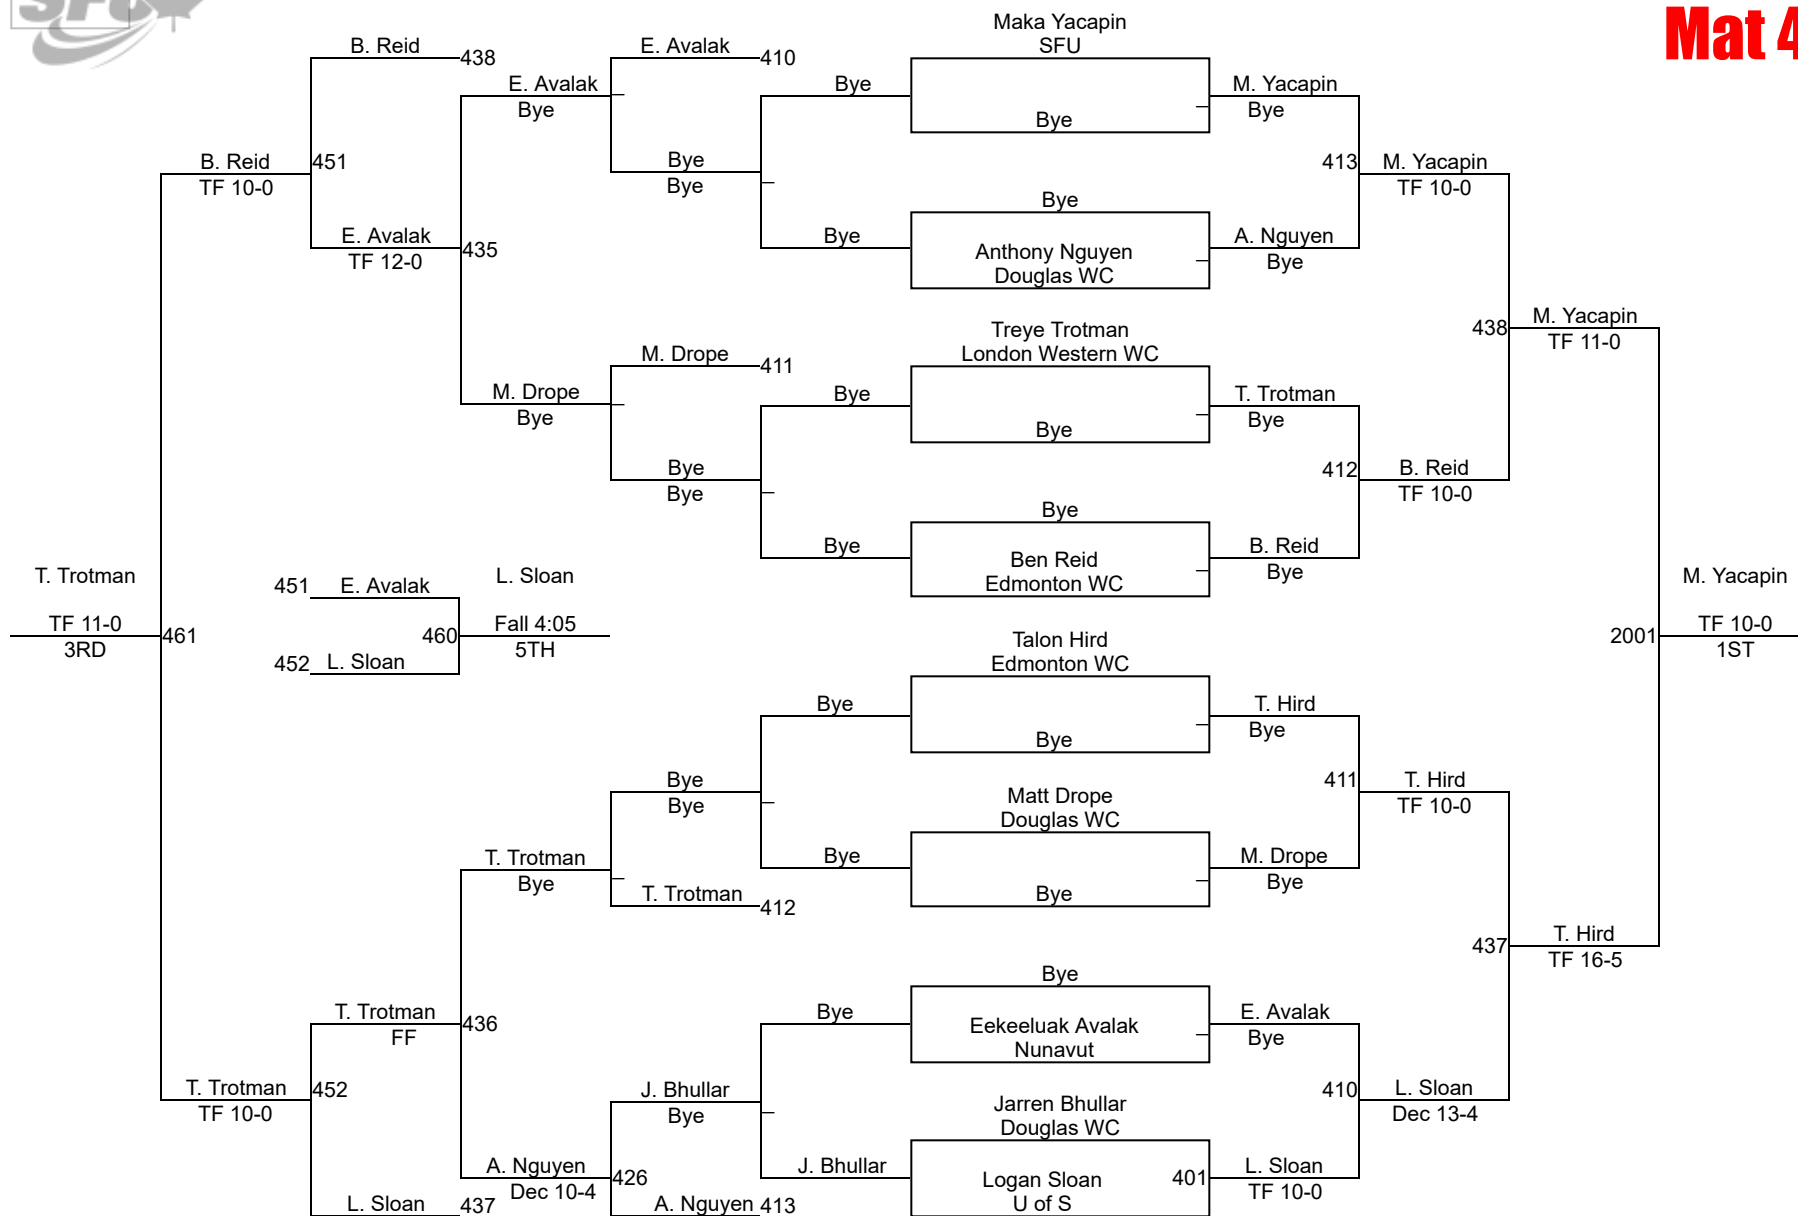 SFU
Mat 4
Maka Yacapin
SFU
B. Reid
438
E. Avalak
410
E. Avalak
Bye
Bye
Bye
M. Yacapin
Bye
B. Reid
451
TF 10-0
Bye
Bye
413
M. Yacapin
TF 10-0
Bye
E. Avalak
TF 12-0
435
Bye
Anthony Nguyen
Douglas WC
A. Nguyen
Bye
Treye Trotman
London Western WC
438
M. Yacapin
TF 11-0
M. Drope
411
M. Drope
Bye
Bye
Bye
T. Trotman
Bye
Bye
Bye
412
B. Reid
TF 10-0
Bye
Bye
Ben Reid
Edmonton WC
B. Reid
Bye
T. Trotman
TF 11-0
3RD
461
451
E. Avalak
452
L. Sloan
460
L. Sloan
Fall 4:05
5TH
M. Yacapin
2001
TF 10-0
1ST
Talon Hird
Edmonton WC
Bye
Bye
T. Hird
Bye
Bye
Bye
Matt Drope
Douglas WC
411
T. Hird
TF 10-0
T. Trotman
Bye
Bye
Bye
M. Drope
Bye
T. Trotman
412
437
T. Hird
TF 16-5
Bye
T. Trotman
FF
436
Bye
Eekeeluak Avalak
Nunavut
E. Avalak
Bye
T. Trotman
TF 10-0
452
J. Bhullar
Bye
Jarren Bhullar
Douglas WC
410
L. Sloan
Dec 13-4
A. Nguyen
Dec 10-4
426
J. Bhullar
Logan Sloan
U of S
401
L. Sloan
TF 10-0
L. Sloan
437
A. Nguyen
413